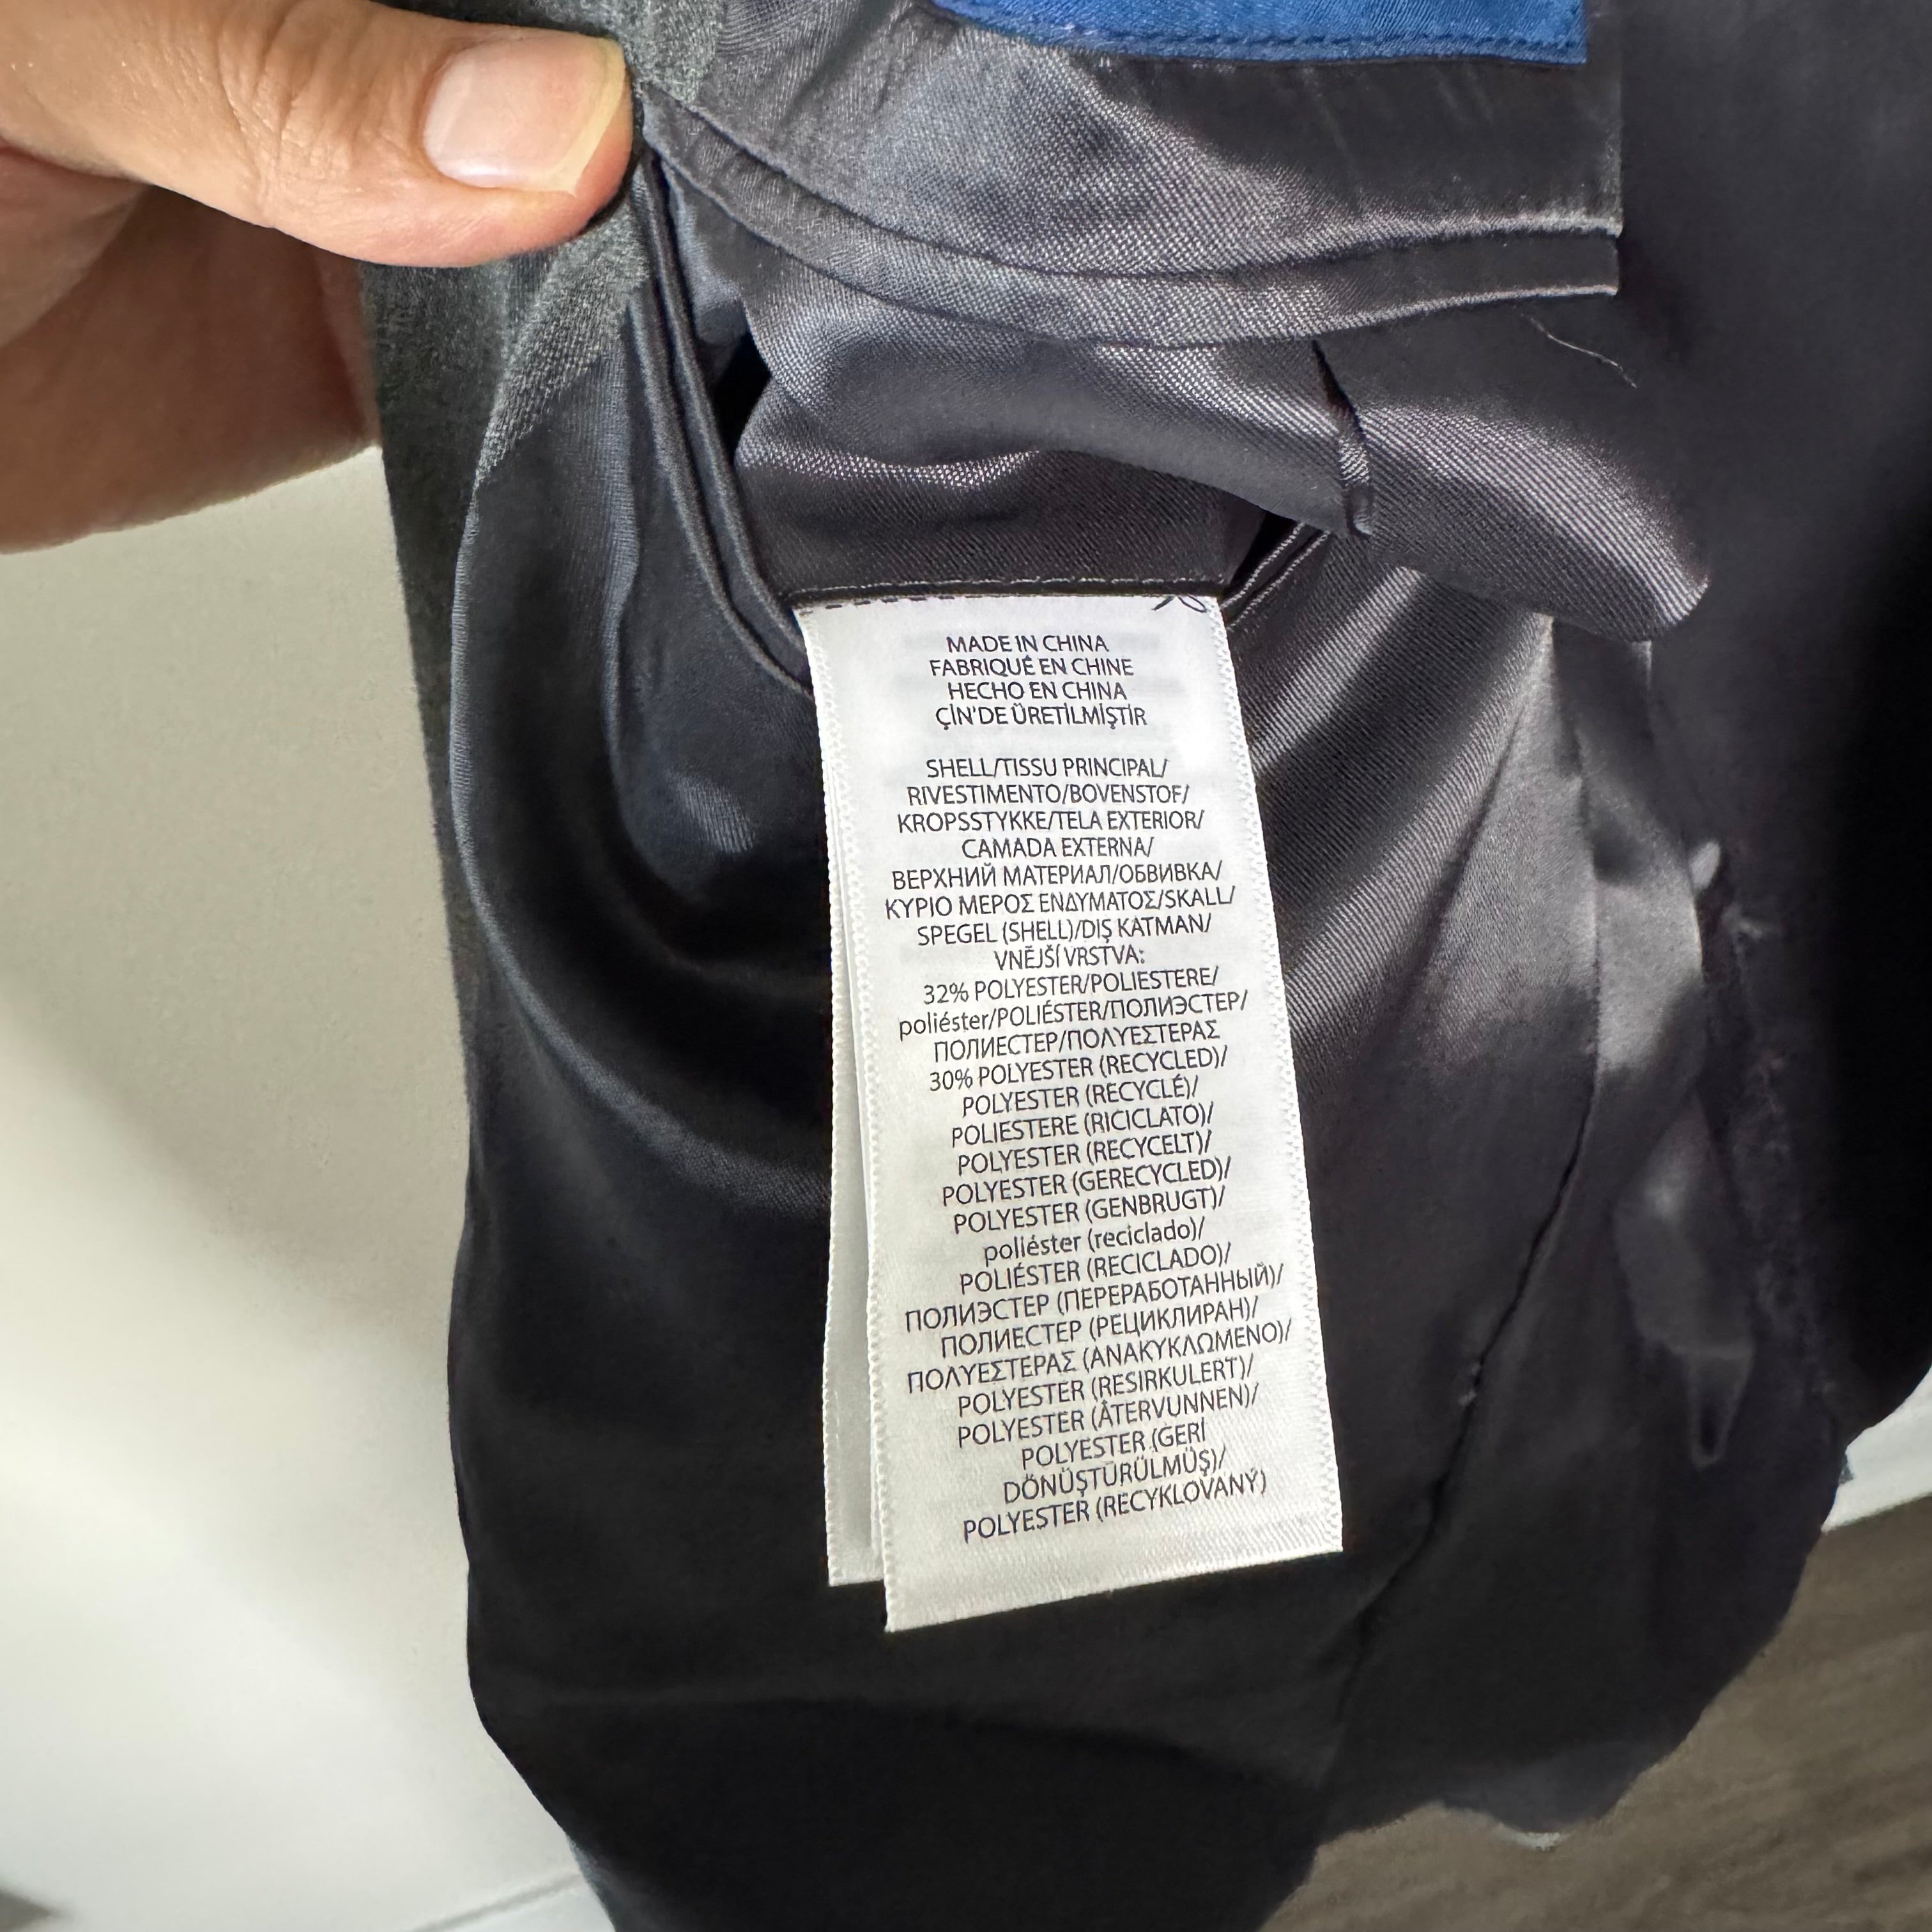 MADE IN CHINA
FABRIQUÉ EN CHINE
HECHO EN CHINA
ÇİN'DE ÜRETİLMİŞTİR
SHELL/TISSU PRINCIPAL/
RIVESTIMENTO/BOVENSTOF/
KROPSSTYKKE/TELA EXTERIOR/
CAMADA EXTERNA/
ВЕРХНИЙ МАТЕРИАЛ/ОБВИВКА/
ΚΥΡΙΟ ΜΕΡΟΣ ΕΝΔΥΜΑΤΟΣ/SKALL/
SPEGEL (SHELL)/DIŞ KATMAN/
VNĚJŠÍ VRSTVA:
32% POLYESTER/POLIESTERE/
poliéster/POLIÉSTER/ПОЛИЭСТЕР/
ПОЛИЕСТЕР/ΠΟΛΥΕΣΤΕΡΑΣ
30% POLYESTER (RECYCLED)/
POLYESTER (RECYCLÉ)/
POLIESTERE (RICICLATO)/
POLYESTER (RECYCELT)/
POLYESTER (GERECYCLED)/
POLYESTER (GENBRUGT)/
poliéster (reciclado)/
POLIÉSTER (RECICLADO)/
ПОЛИЭСТЕР (ПЕРЕРАБОТАННЫЙ)/
ПОЛИЕСТЕР (РЕЦИКЛИРАН)/
ΠΟΛΥΕΣΤΕΡΑΣ (ΑΝΑΚΥΚΛΩΜΕΝΟ)/
POLYESTER (RESIRKULERT)/
POLYESTER (ÅTERVUNNEN)/
POLYESTER (GERİ
DÖNÜŞTÜRÜLMÜŞ)/
POLYESTER (RECYKLOVANÝ)